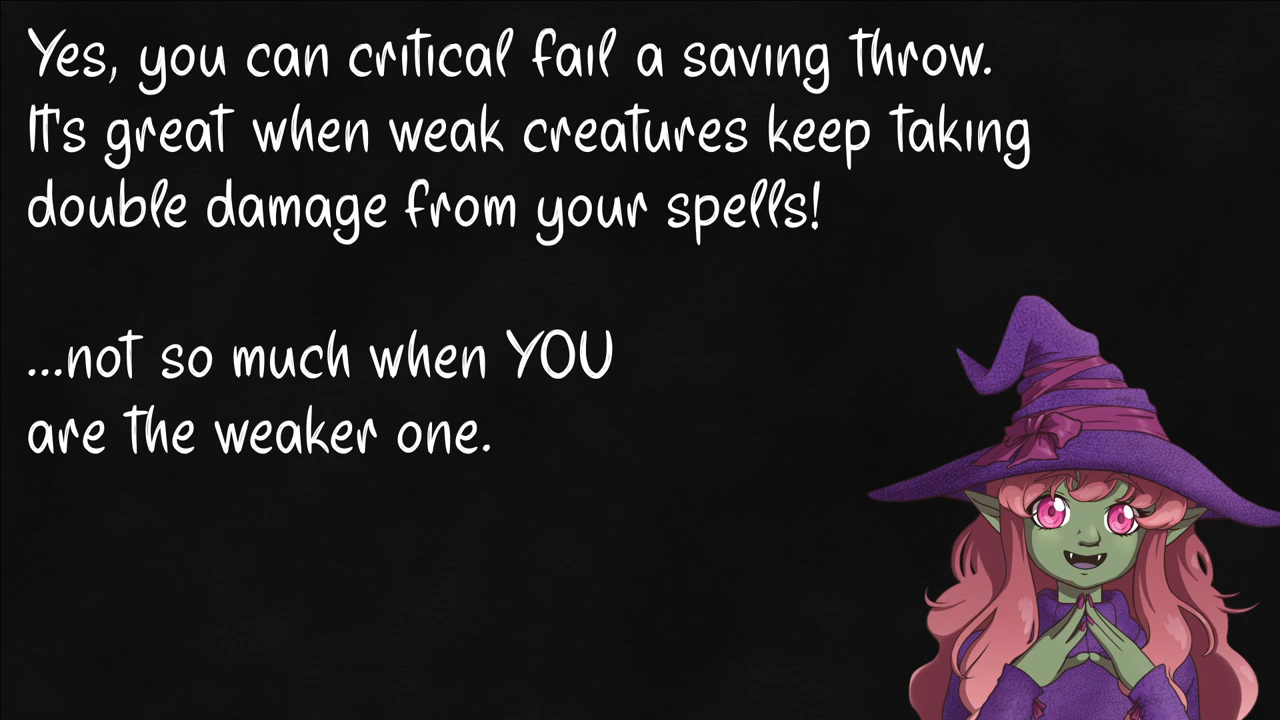 Yes, you can critical fail a saving throw.
It's great when weak creatures keep taking
double damage from your spells!
...not so much when YOU
are the weaker one.